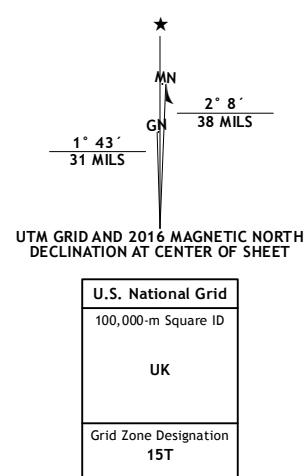 ★
MN
GN
2° 8´
38 MILS
1° 43´
31 MILS
UTM GRID AND 2016 MAGNETIC NORTH
DECLINATION AT CENTER OF SHEET
U.S. National Grid
100,000-m Square ID
UK
Grid Zone Designation
15T